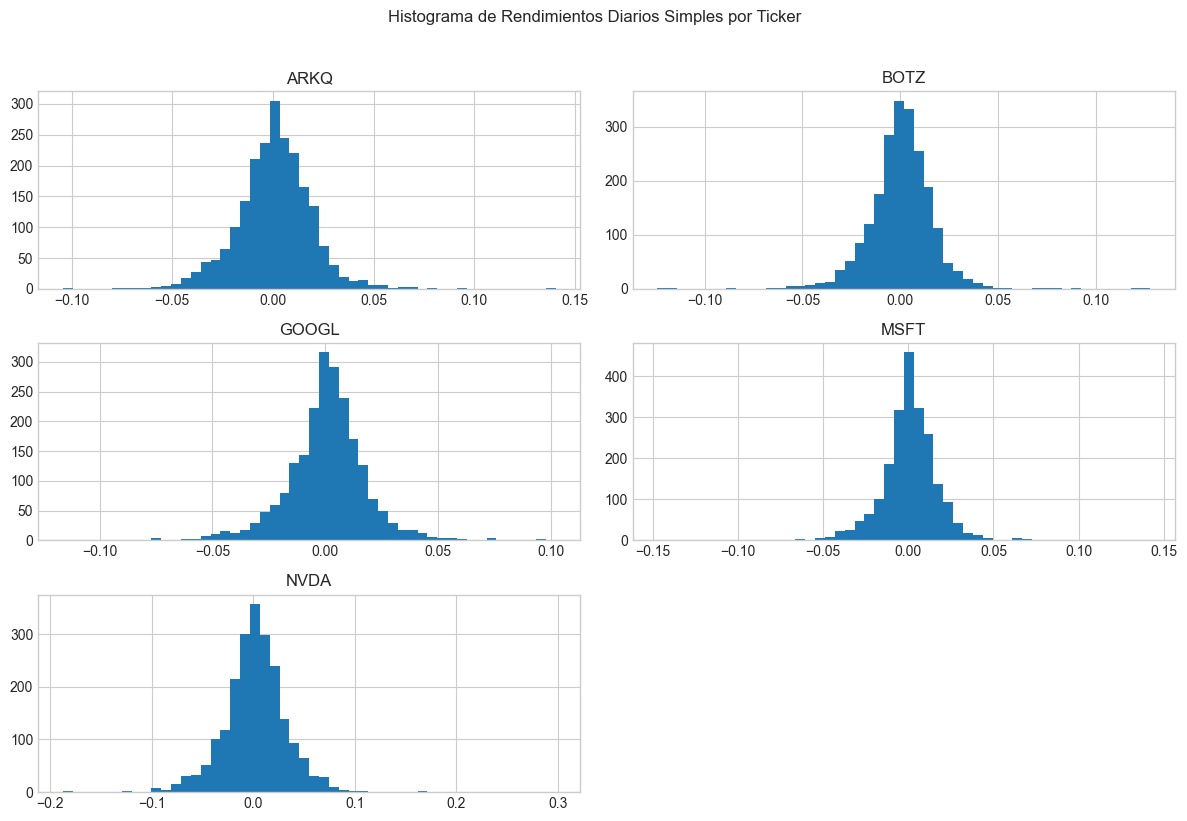 Histograma de Rendimientos Diarios Simples por Ticker
ARKQ
300
250
200
150
100
50
0
−0.10 −0.05 0.00 0.05 0.10 0.15
BOTZ
300
200
100
0
−0.10 −0.05 0.00 0.05 0.10
GOOGL
300
250
200
150
100
50
0
−0.10 −0.05 0.00 0.05 0.10
MSFT
400
300
200
100
0
−0.15 −0.10 −0.05 0.00 0.05 0.10 0.15
NVDA
300
200
100
0
−0.2 −0.1 0.0 0.1 0.2 0.3